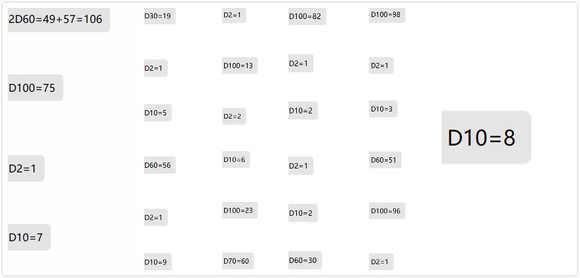 2D60=49+57=106
D100=75
D2=1
D10=7
D30=19
D2=1
D10=5
D60=56
D2=1
D10=9
D2=1
D100=13
D2=2
D10=6
D100=23
D70=60
D100=82
D2=1
D10=2
D2=1
D10=2
D60=30
D100=98
D2=1
D10=3
D60=51
D100=96
D2=1
D10=8